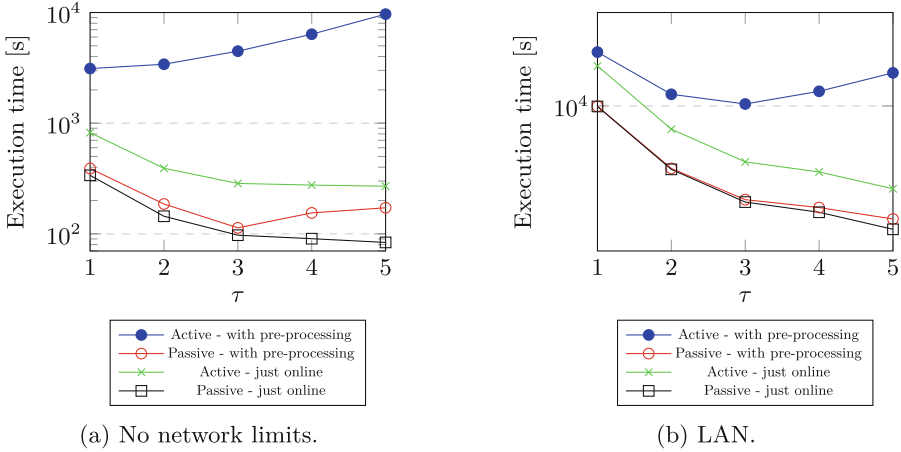 Execution time [s]
10^4
10^3
10^2
1 2 3 4 5
τ
Active - with pre-processing
Passive - with pre-processing
Active - just online
Passive - just online
(a) No network limits.
Execution time [s]
10^4
1 2 3 4 5
τ
Active - with pre-processing
Passive - with pre-processing
Active - just online
Passive - just online
(b) LAN.